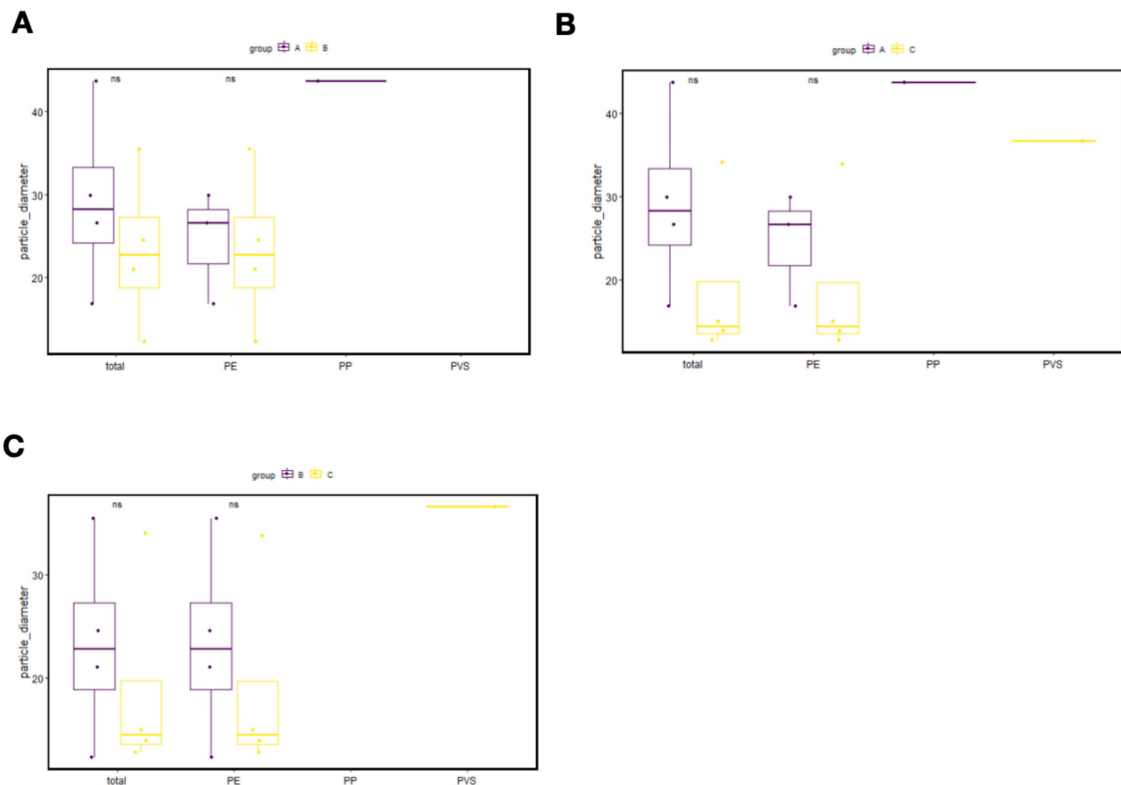 A
group A B
ns ns
40
30
20
particle_diameter
total PE PP PVS
B
group A C
ns ns
40
30
20
particle_diameter
total PE PP PVS
C
group B C
ns ns
30
20
particle_diameter
total PE PP PVS